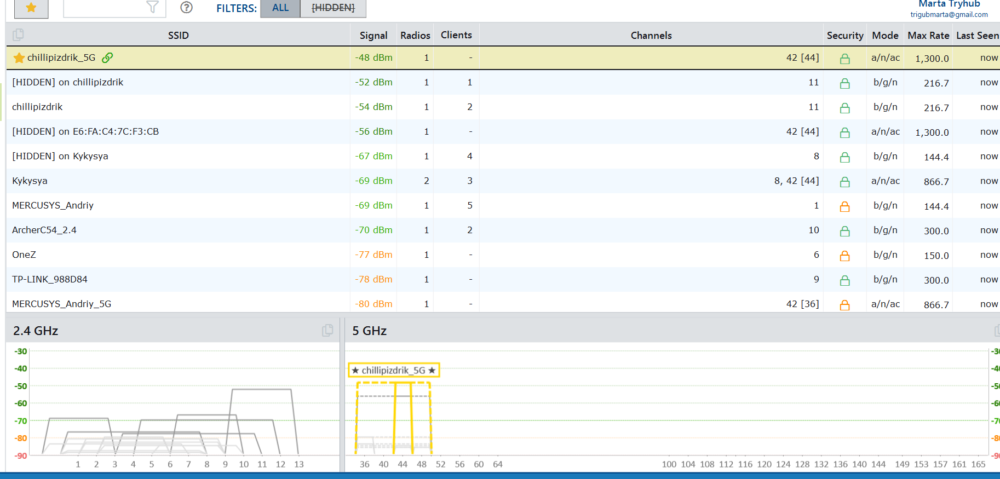 ? FILTERS: ALL [HIDDEN] Marta Tryhub
trigubmarta@gmail.com
SSID Signal Radios Clients Channels Security Mode Max Rate Last Seen
chillipizdrik_5G -48 dBm 1 - 42 [44] a/n/ac 1,300.0 now
[HIDDEN] on chillipizdrik -52 dBm 1 1 11 b/g/n 216.7 now
chillipizdrik -54 dBm 1 2 11 b/g/n 216.7 now
[HIDDEN] on E6:FA:C4:7C:F3:CB -56 dBm 1 - 42 [44] a/n/ac 1,300.0 now
[HIDDEN] on Kykysya -67 dBm 1 4 8 b/g/n 144.4 now
Kykysya -69 dBm 2 3 8, 42 [44] a/n/ac 866.7 now
MERCUSYS_Andriy -69 dBm 1 5 1 b/g/n 144.4 now
ArcherC54_2.4 -70 dBm 1 2 10 b/g/n 300.0 now
OneZ -77 dBm 1 - 6 b/g/n 150.0 now
TP-LINK_988D84 -78 dBm 1 - 9 b/g/n 300.0 now
MERCUSYS_Andriy_5G -80 dBm 1 - 42 [36] a/n/ac 866.7 now
2.4 GHz 5 GHz
-30
-40
-50
-60
-70
-80
-90
1 2 3 4 5 6 7 8 9 10 11 12 13
★ chillipizdrik_5G ★
36 40 44 48 52 56 60 64 100 104 108 112 116 120 124 128 132 136 140 144 149 153 157 161 165